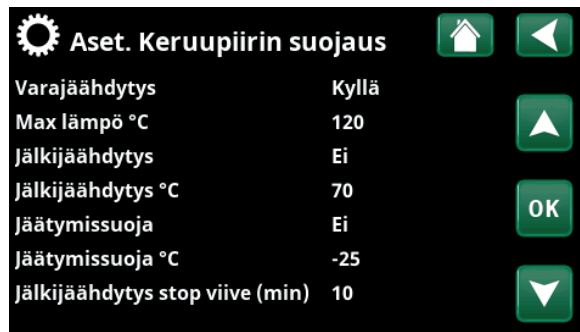 Aset. Keruupiirin suojaus
Varajäähdytys Kyllä
Max lämpö °C 120
Jälkijäähdytys Ei
Jälkijäähdytys °C 70
Jäätymissuoja Ei
Jäätymissuoja °C -25
Jälkijäähdytys stop viive (min) 10
OK